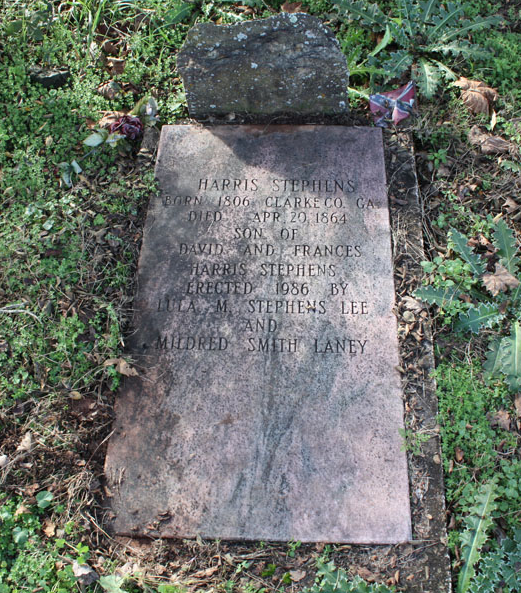 HARRIS STEPHENS
BORN 1806 CLARKE CO. GA.
DIED APR 20. 1864
SON OF
DAVID AND FRANCES
HARRIS STEPHENS
ERECTED 1986 BY
LULA M. STEPHENS LEE
AND
MILDRED SMITH LANEY